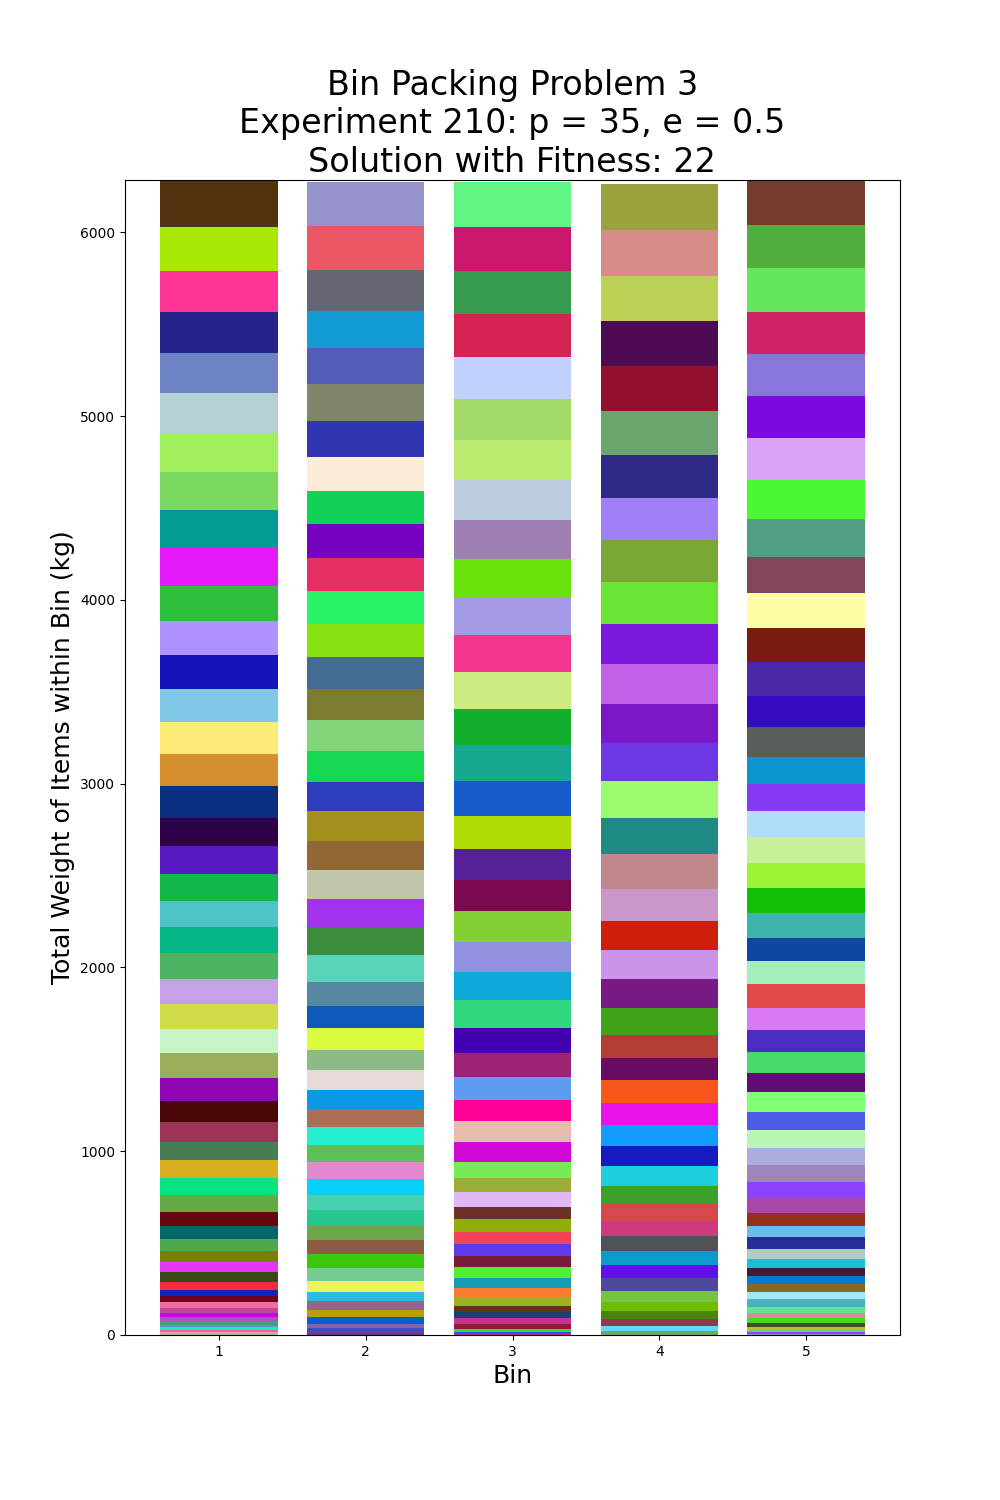 Bin Packing Problem 3
Experiment 210: p = 35, e = 0.5
Solution with Fitness: 22
Total Weight of Items within Bin (kg)
6000
5000
4000
3000
2000
1000
0
1 2 3 4 5
Bin